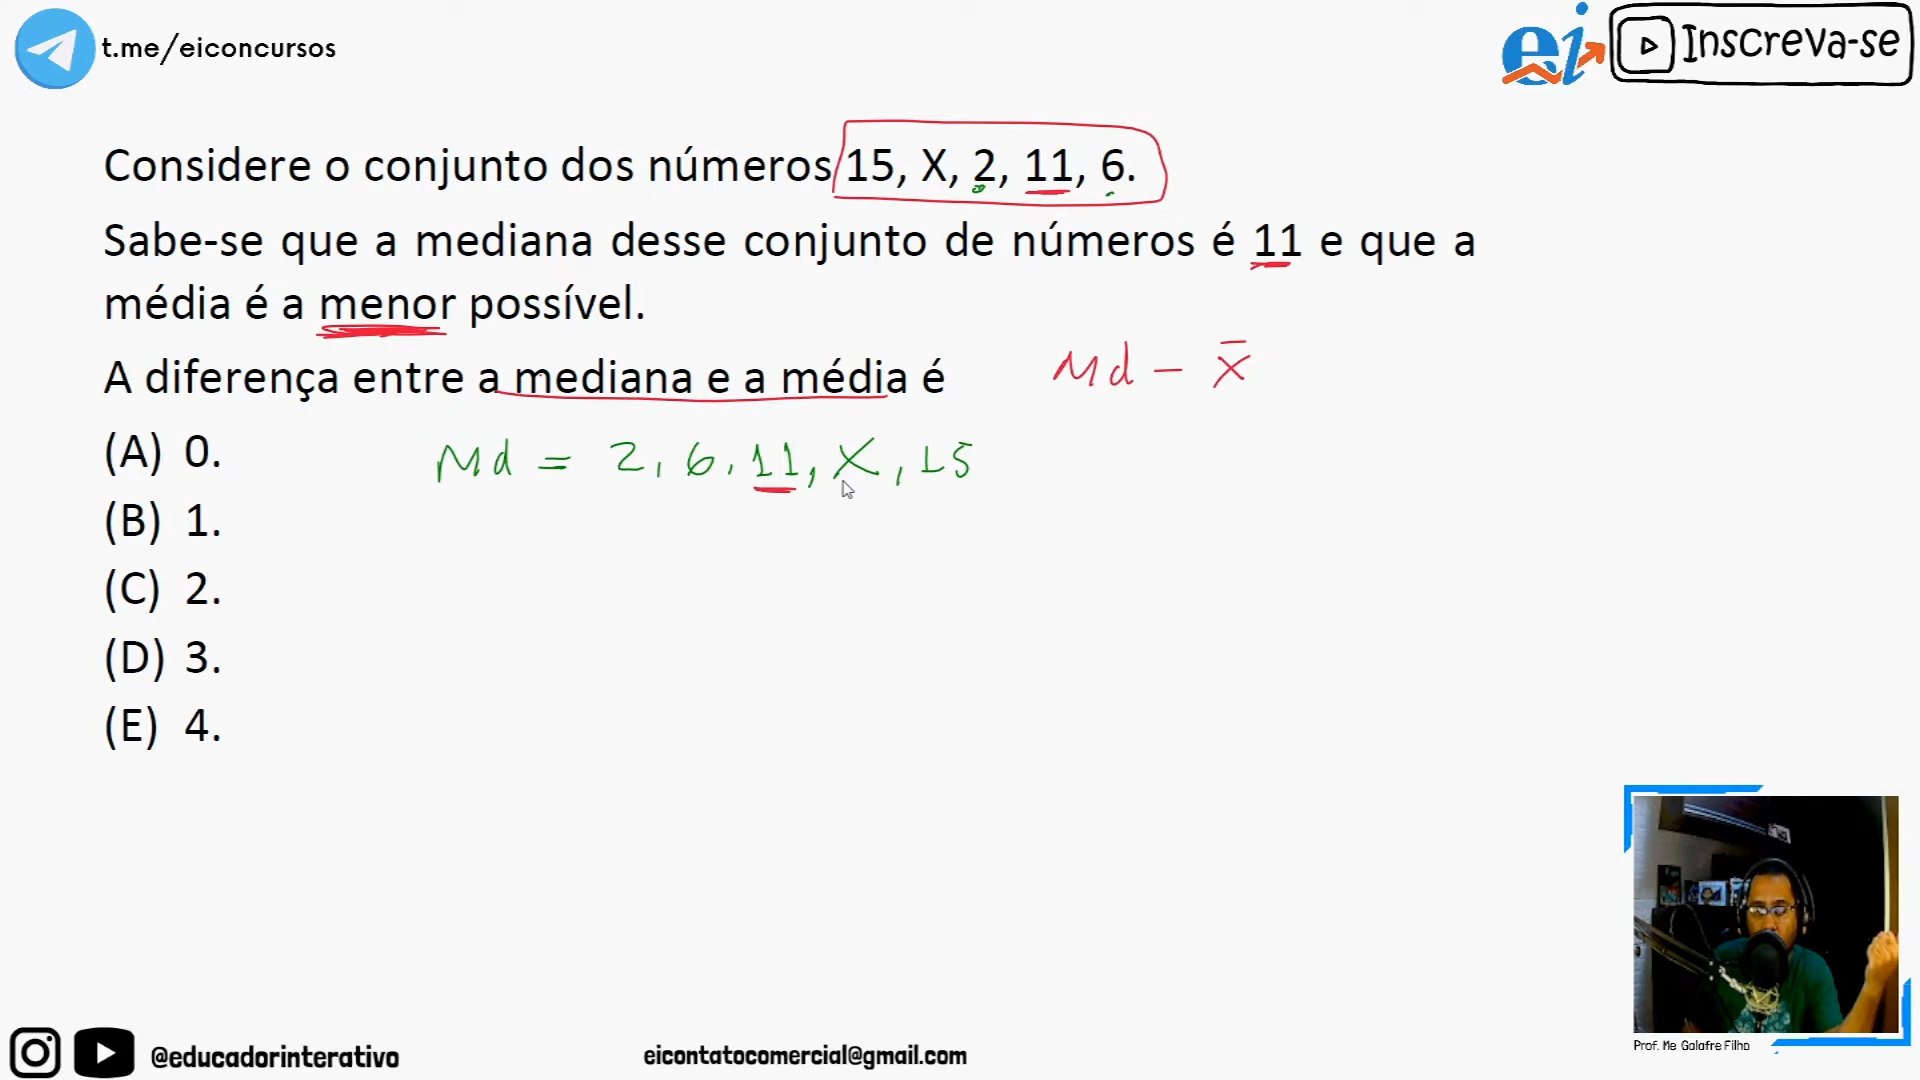 t.me/eiconcursos
ei
Inscreva-se
Considere o conjunto dos números 15, X, 2, 11, 6.
Sabe-se que a mediana desse conjunto de números é 11 e que a
média é a menor possível.
A diferença entre a mediana e a média é
Md - x̄
(A) 0.
Md = 2, 6, 11, X, 15
(B) 1.
(C) 2.
(D) 3.
(E) 4.
Prof. Me Galafre Filho
@educadorinterativo
eicontatocomercial@gmail.com